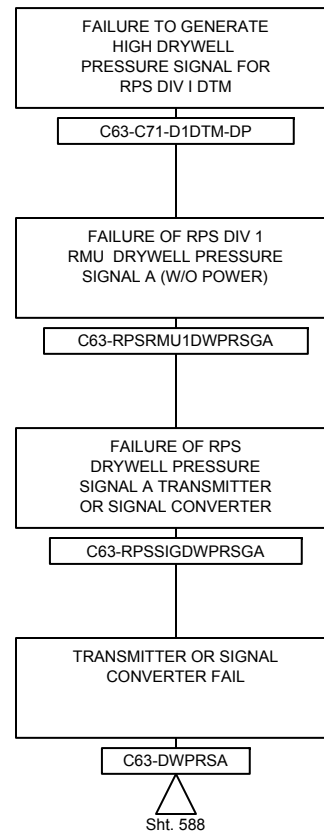 FAILURE TO GENERATE
HIGH DRYWELL
PRESSURE SIGNAL FOR
RPS DIV I DTM
C63-C71-D1DTM-DP
FAILURE OF RPS DIV 1
RMU DRYWELL PRESSURE
SIGNAL A (W/O POWER)
C63-RPSRMU1DWPRSGA
FAILURE OF RPS
DRYWELL PRESSURE
SIGNAL A TRANSMITTER
OR SIGNAL CONVERTER
C63-RPSSIGDWPRSGA
TRANSMITTER OR SIGNAL
CONVERTER FAIL
C63-DWPRSA
Sht. 588